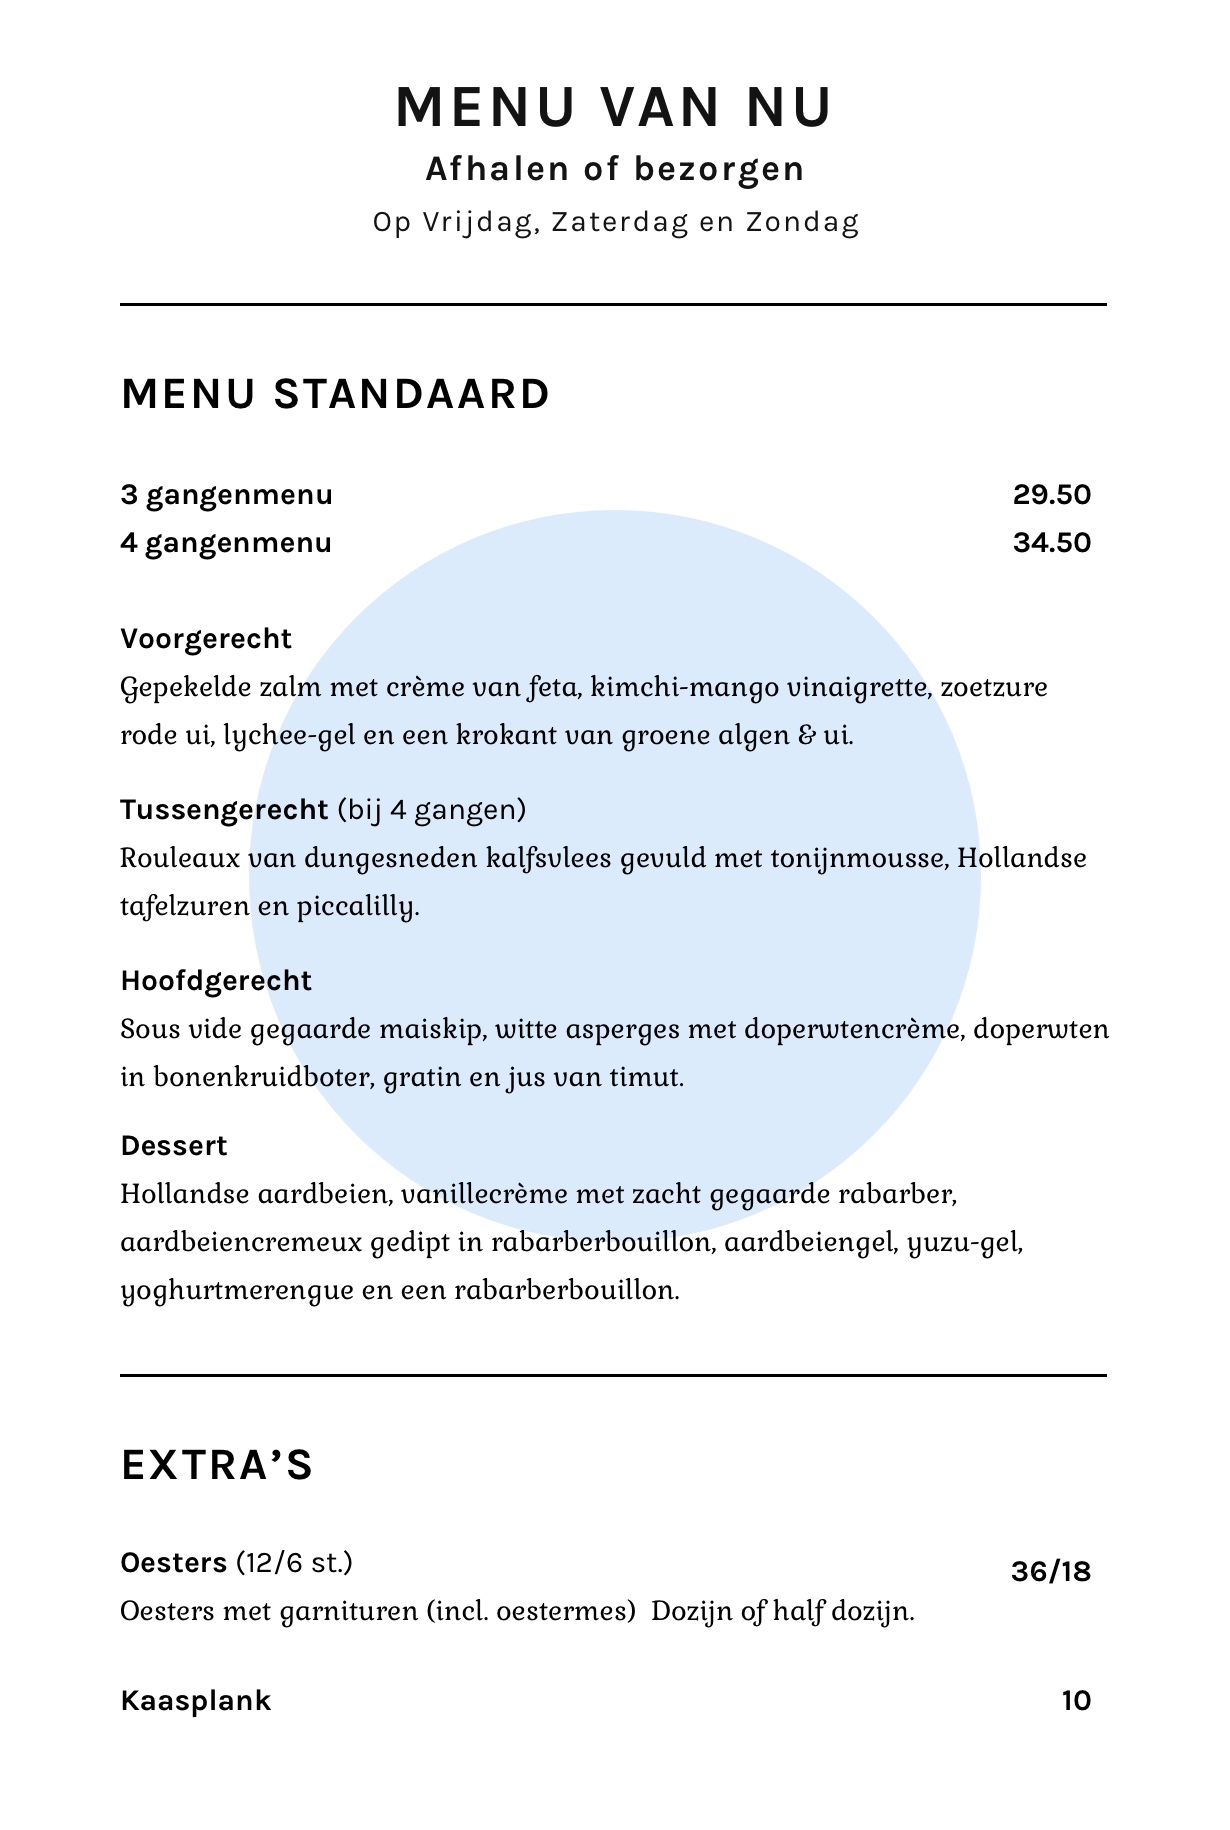 MENU VAN NU
Afhalen of bezorgen
Op Vrijdag, Zaterdag en Zondag
MENU STANDAARD
3 gangenmenu 29.50
4 gangenmenu 34.50
Voorgerecht
Gepekelde zalm met crème van feta, kimchi-mango vinaigrette, zoetzure
rode ui, lychee-gel en een krokant van groene algen & ui.
Tussengerecht (bij 4 gangen)
Rouleaux van dungesneden kalfsvlees gevuld met tonijnmousse, Hollandse
tafelzuren en piccalilly.
Hoofdgerecht
Sous vide gegaarde maiskip, witte asperges met doperwtencrème, doperwten
in bonenkruidboter, gratin en jus van timut.
Dessert
Hollandse aardbeien, vanillecrème met zacht gegaarde rabarber,
aardbeiencremeux gedipt in rabarberbouillon, aardbeiengel, yuzu-gel,
yoghurtmerengue en een rabarberbouillon.
EXTRA’S
Oesters (12/6 st.) 36/18
Oesters met garnituren (incl. oestermes)  Dozijn of half dozijn.
Kaasplank 10